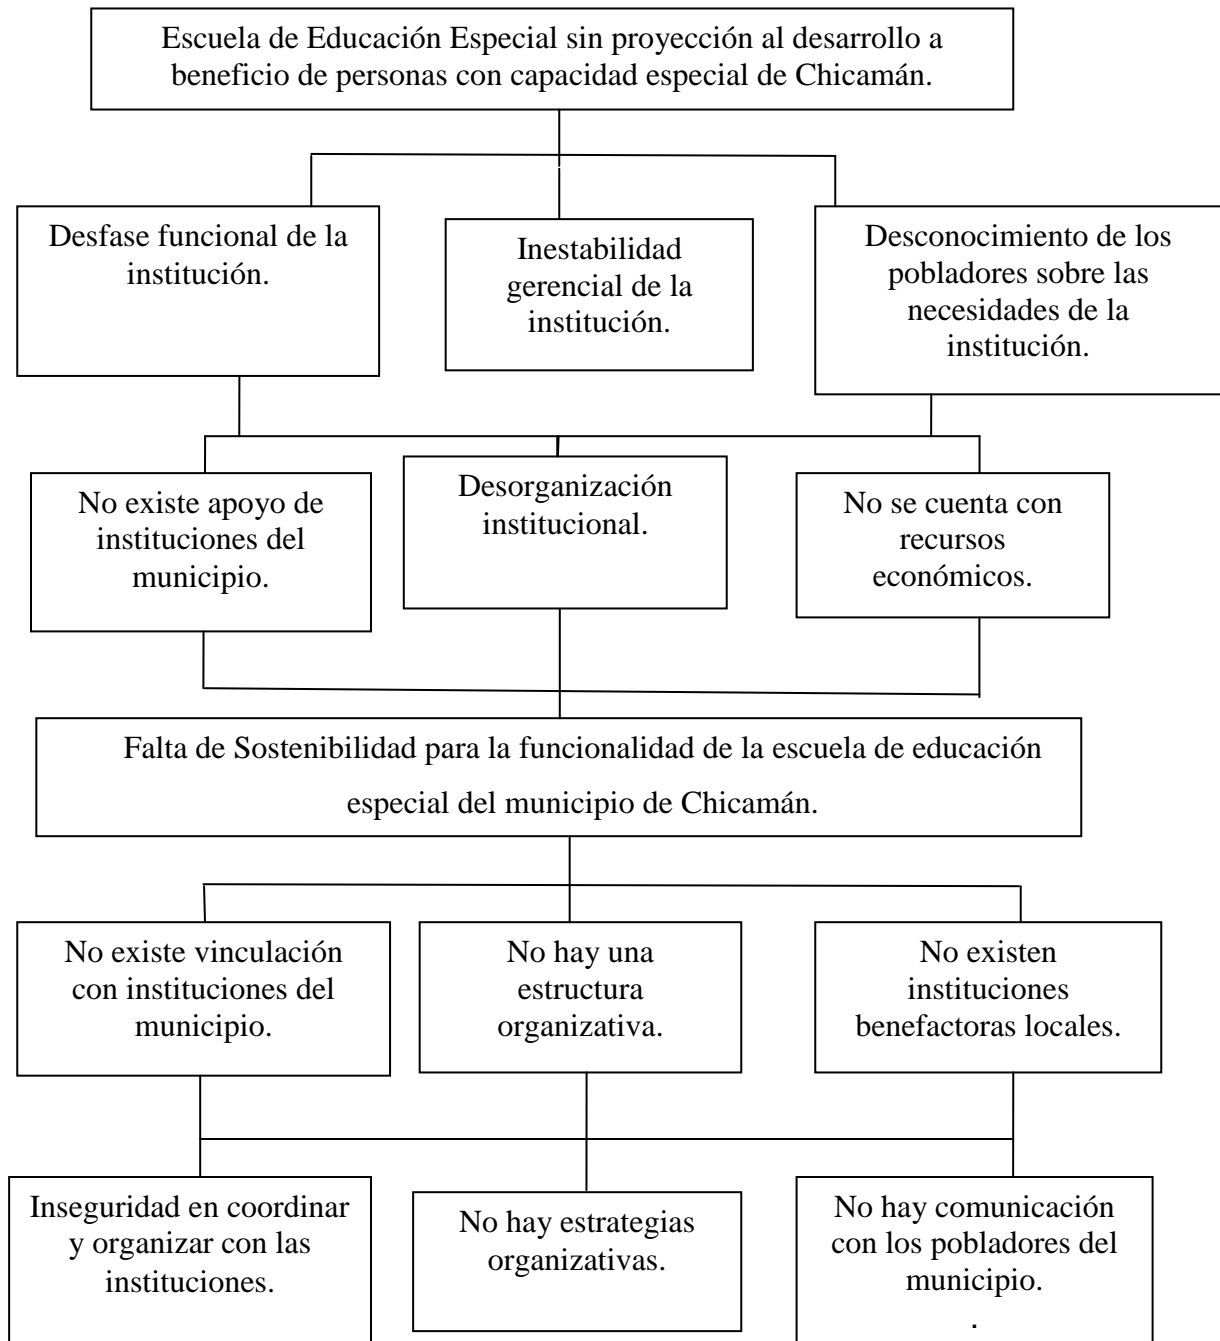 Escuela de Educación Especial sin proyección al desarrollo a
beneficio de personas con capacidad especial de Chicamán.
Desfase funcional de la
institución.
Inestabilidad
gerencial de la
institución.
Desconocimiento de los
pobladores sobre las
necesidades de la
institución.
No existe apoyo de
instituciones del
municipio.
Desorganización
institucional.
No se cuenta con
recursos
económicos.
Falta de Sostenibilidad para la funcionalidad de la escuela de educación
especial del municipio de Chicamán.
No existe vinculación
con instituciones del
municipio.
No hay una
estructura
organizativa.
No existen
instituciones
benefactoras locales.
Inseguridad en coordinar
y organizar con las
instituciones.
No hay estrategias
organizativas.
No hay comunicación
con los pobladores del
municipio.
.